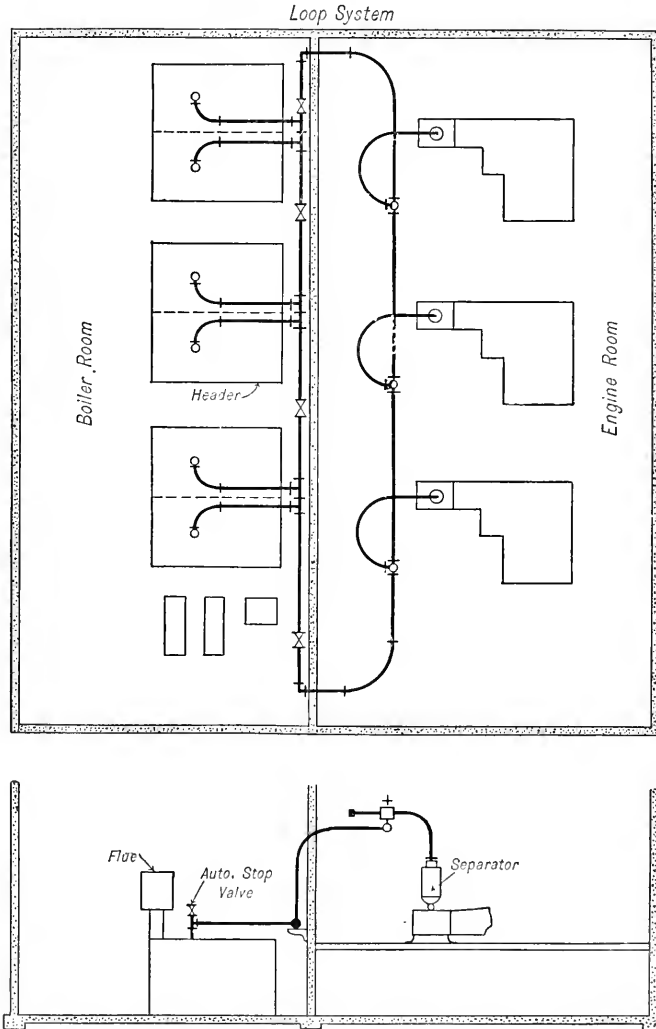 Loop System
Boiler Room
Header
Engine Room
Flue
Auto. Stop
Valve
Separator